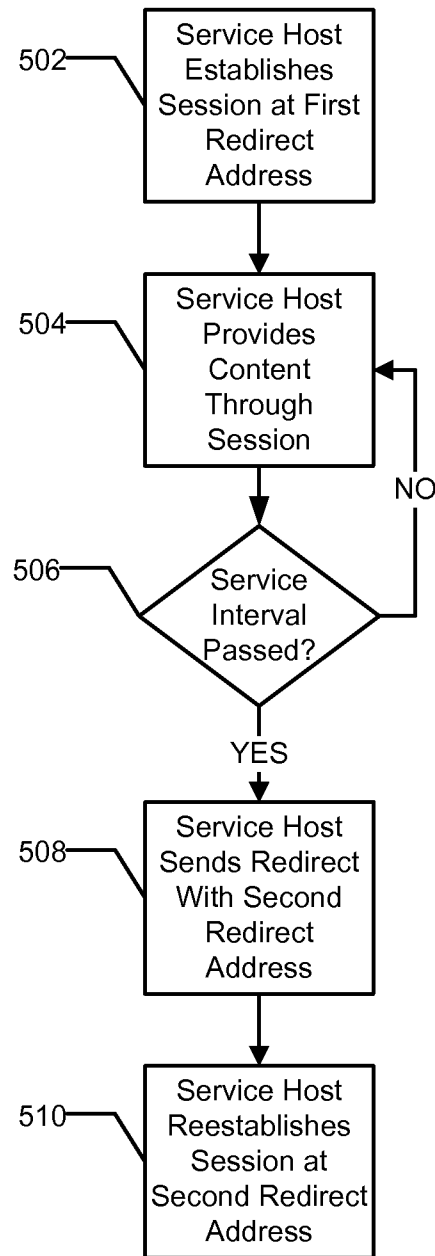 502
Service Host
Establishes
Session at First
Redirect
Address
504
Service Host
Provides
Content
Through
Session
NO
506
Service
Interval
Passed?
YES
508
Service Host
Sends Redirect
With Second
Redirect
Address
510
Service Host
Reestablishes
Session at
Second Redirect
Address